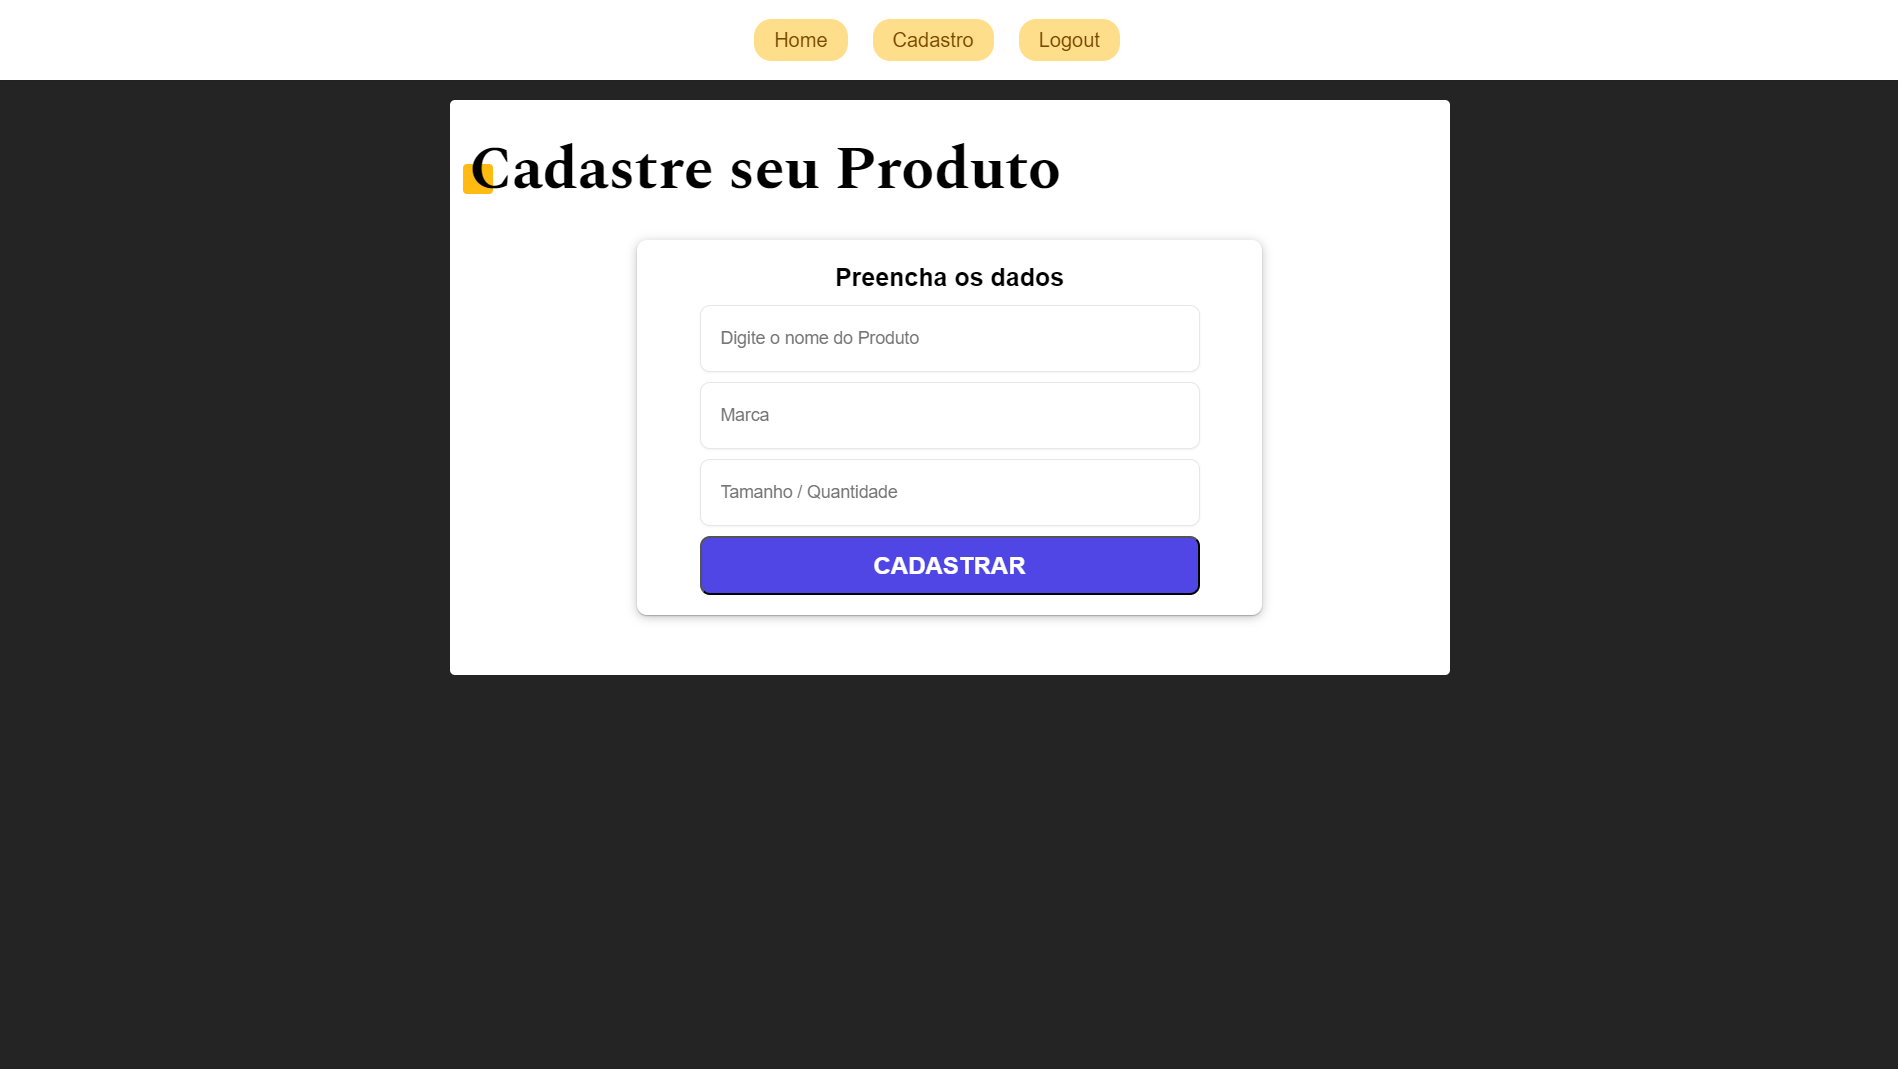 Home Cadastro Logout
Cadastre seu Produto
Preencha os dados
Digite o nome do Produto
Marca
Tamanho / Quantidade
CADASTRAR